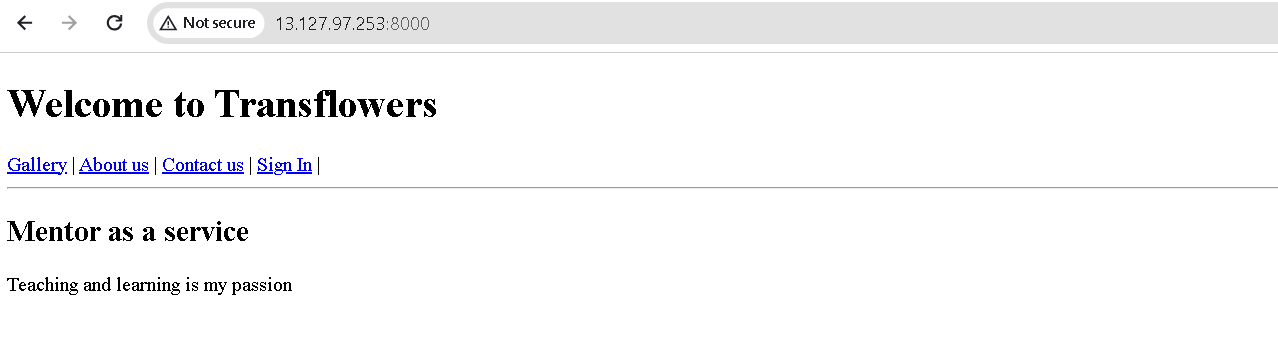 Not secure 13.127.97.253:8000
Welcome to Transflowers
Gallery | About us | Contact us | Sign In |
Mentor as a service
Teaching and learning is my passion